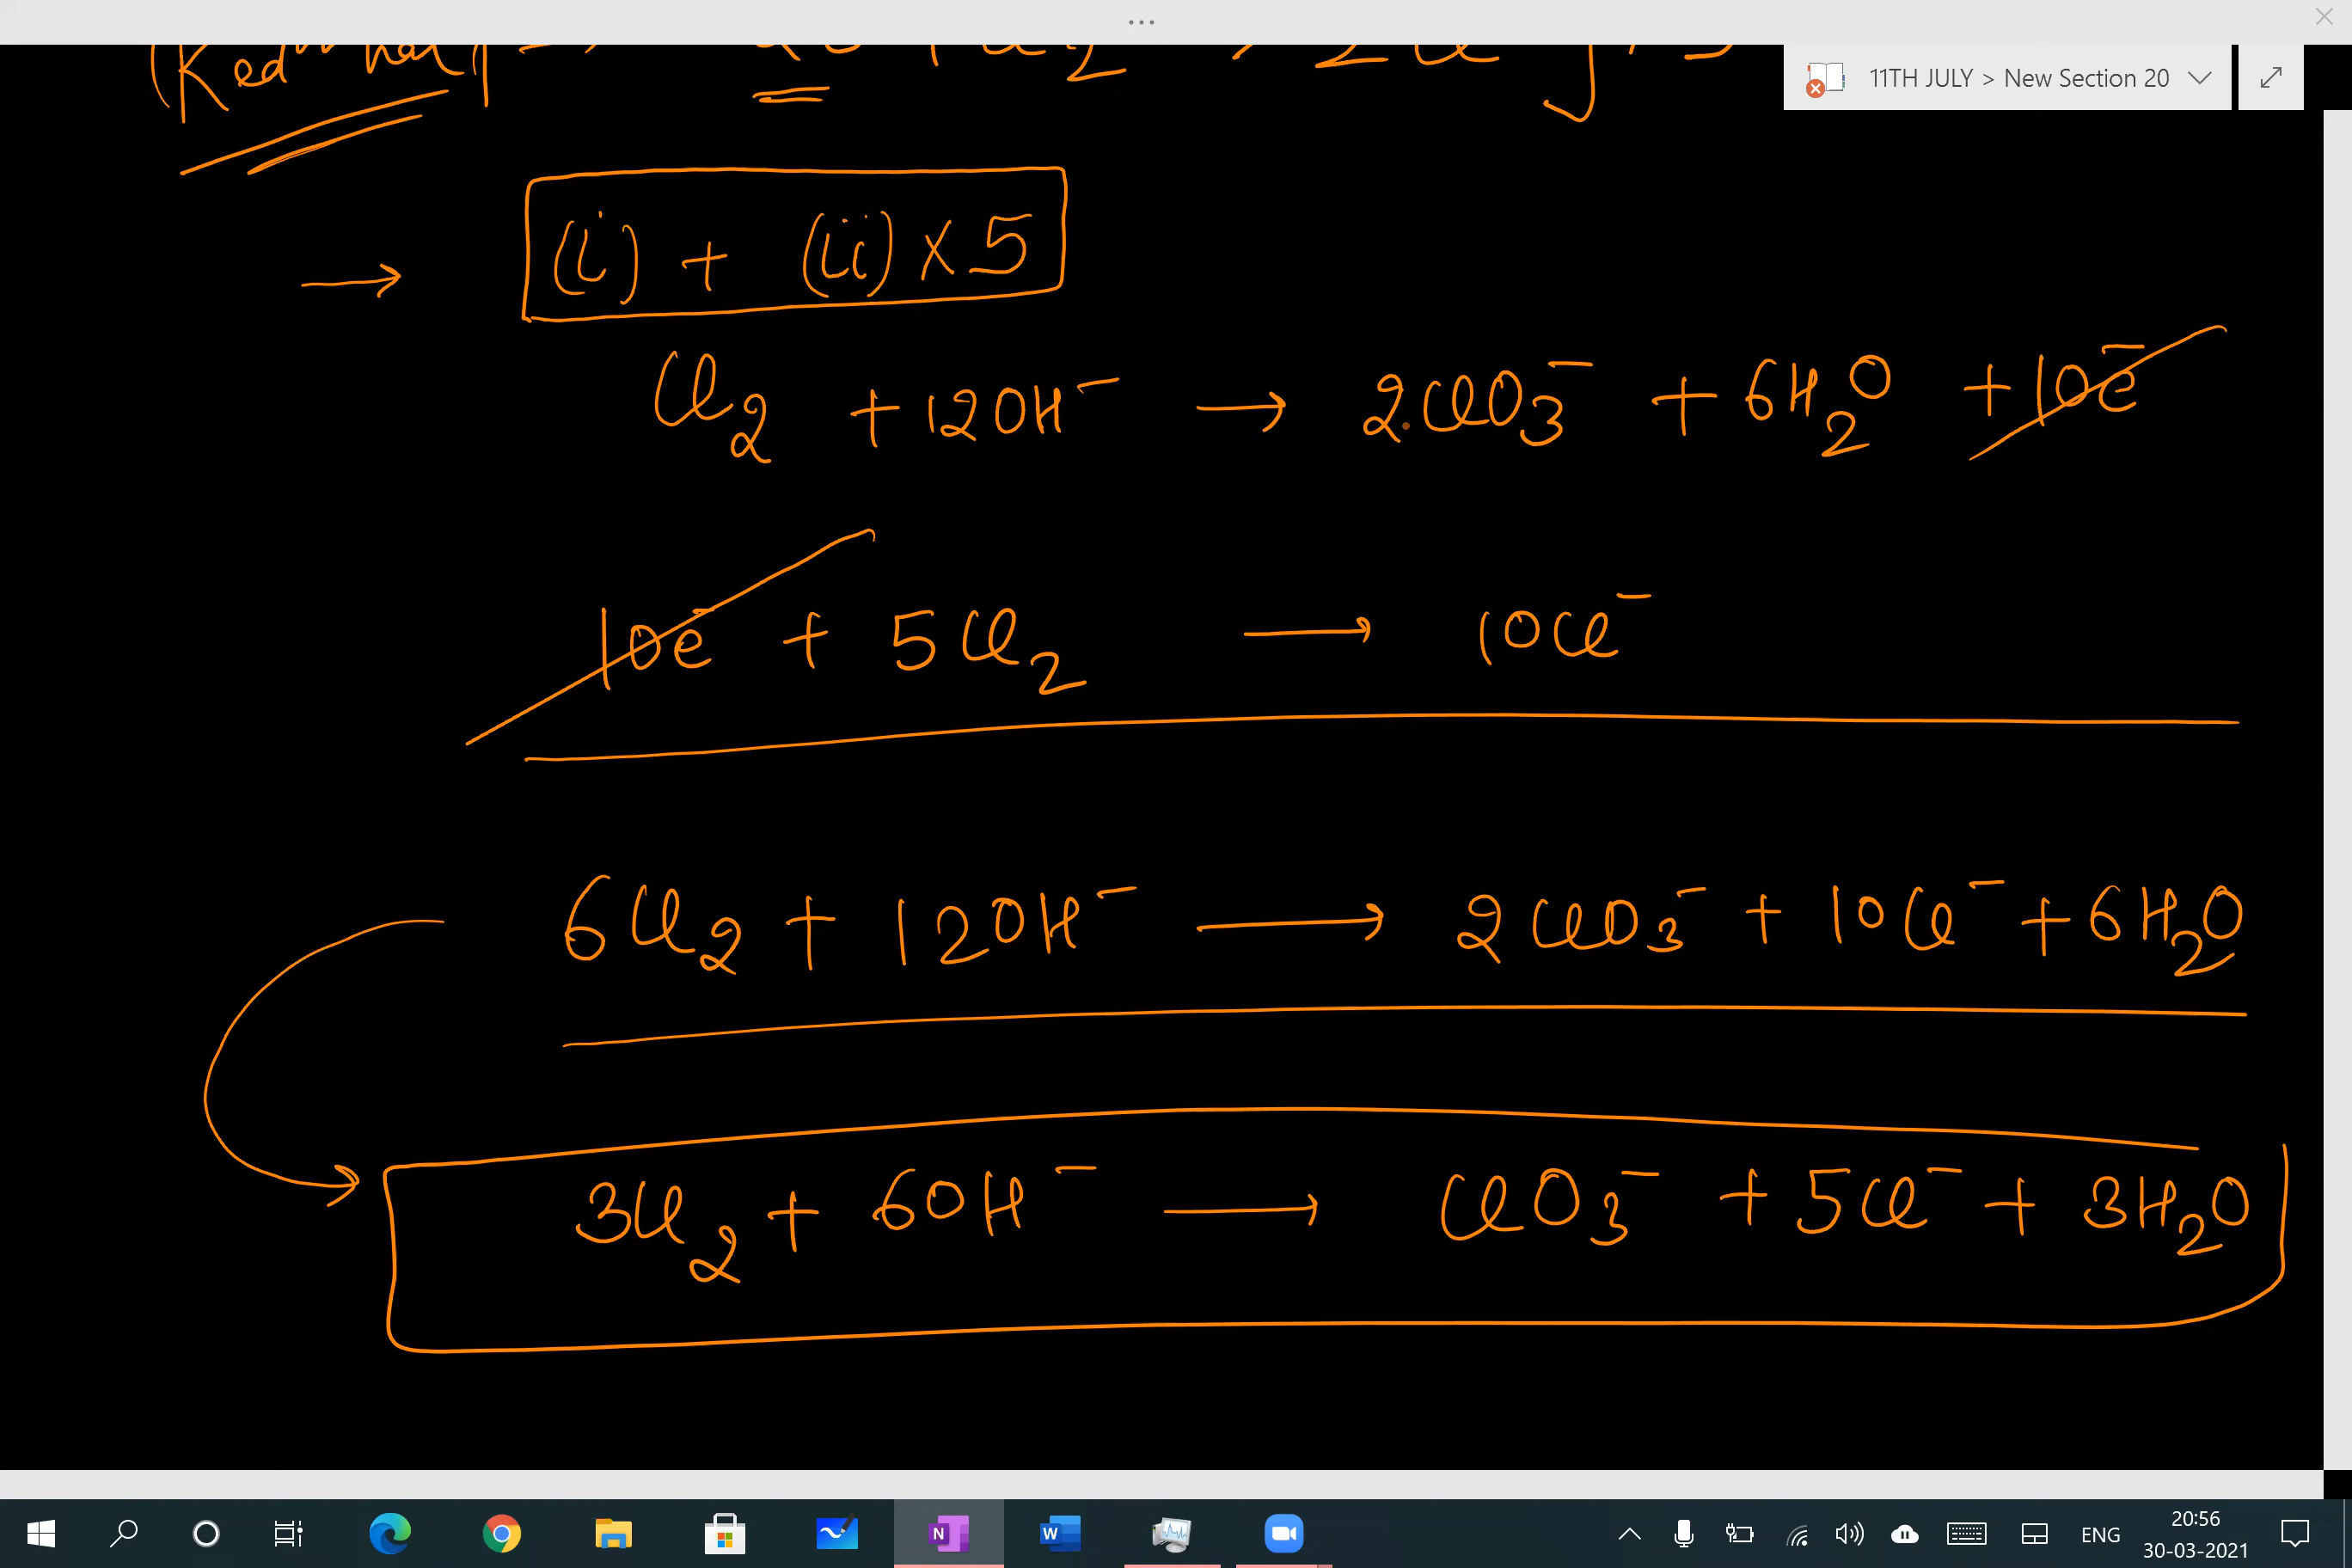 11TH JULY > New Section 20
(i) + (ii) × 5
Cl₂ + 12OH⁻ → 2ClO₃⁻ + 6H₂O + 10e⁻
10e⁻ + 5Cl₂ → 10Cl⁻
6Cl₂ + 12OH⁻ → 2ClO₃⁻ + 10Cl⁻ + 6H₂O
3Cl₂ + 6OH⁻ → ClO₃⁻ + 5Cl⁻ + 3H₂O
N
W
ENG
20:56
30-03-2021